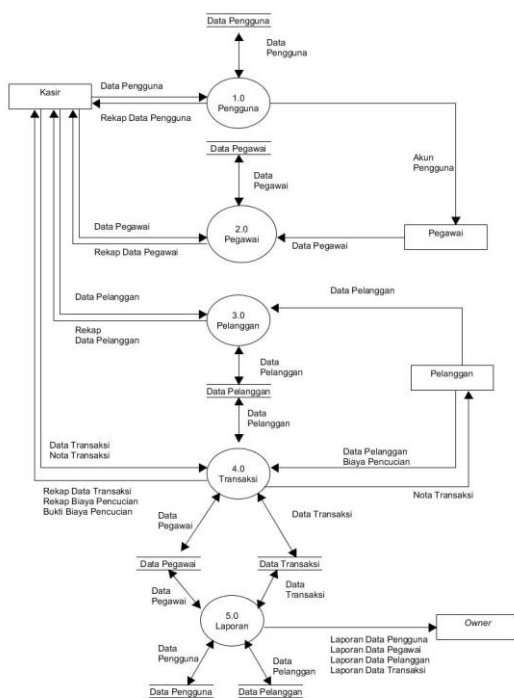 Data Pengguna
Data
Pengguna
Kasir
Data Pengguna
Rekap Data Pengguna
1.0
Pengguna
Akun
Pengguna
Data Pegawai
Data
Pegawai
Data Pegawai
Rekap Data Pegawai
2.0
Pegawai
Data Pegawai
Pegawai
Data Pelanggan
Rekap
Data Pelanggan
3.0
Pelanggan
Data Pelanggan
Data
Pelanggan
Data Pelanggan
Data
Pelanggan
Pelanggan
Data Transaksi
Nota Transaksi
4.0
Transaksi
Data Pelanggan
Biaya Pencucian
Nota Transaksi
Rekap Data Transaksi
Rekap Biaya Pencucian
Bukti Biaya Pencucian
Data
Pegawai
Data Transaksi
Data Pegawai
Data Transaksi
Data
Pegawai
Data
Transaksi
5.0
Laporan
Owner
Laporan Data Pengguna
Laporan Data Pegawai
Laporan Data Pelanggan
Laporan Data Transaksi
Data
Pengguna
Data
Pelanggan
Data Pengguna
Data Pelanggan